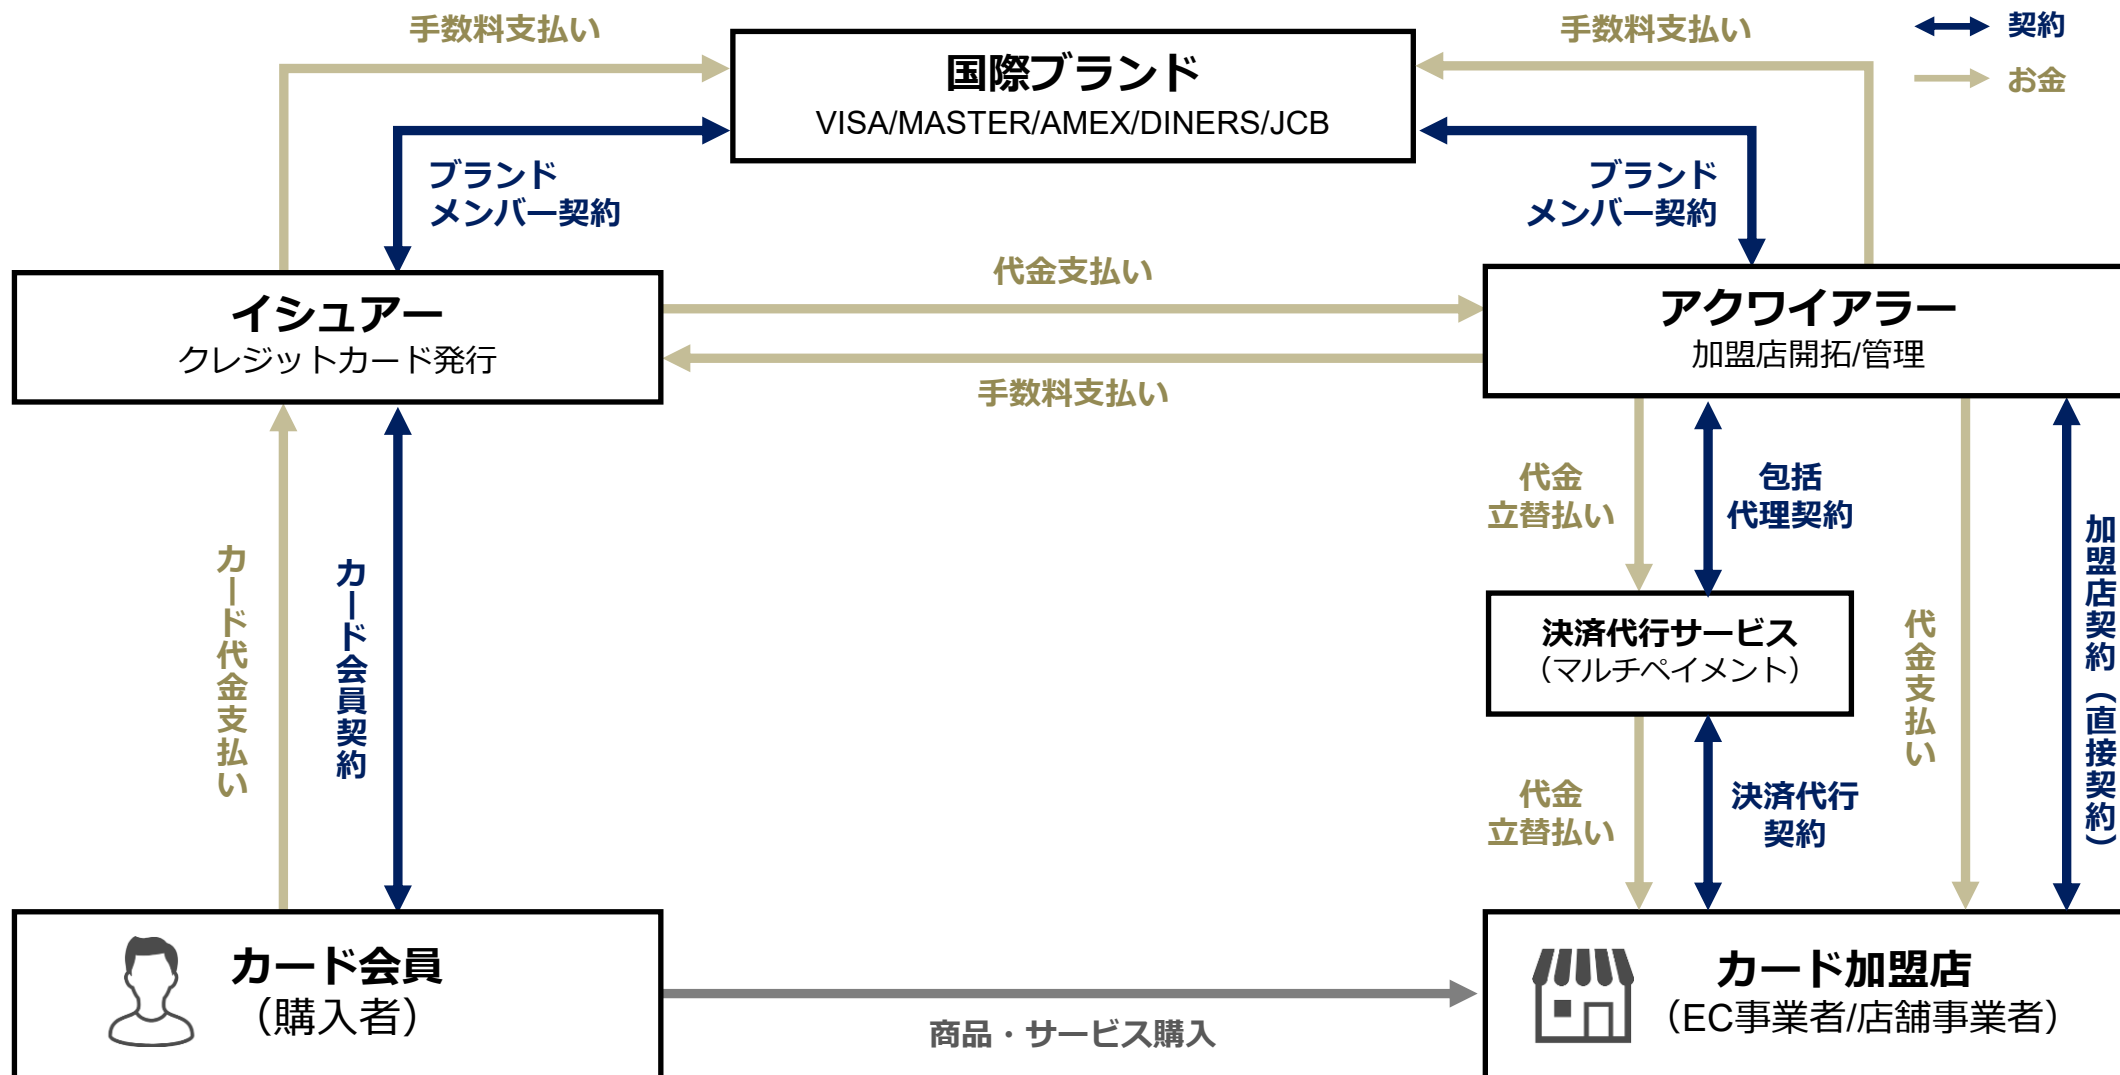 手数料支払い
手数料支払い
契約
お金
国際ブランド
VISA/MASTER/AMEX/DINERS/JCB
ブランド
メンバー契約
ブランド
メンバー契約
代金支払い
イシュアー
クレジットカード発行
アクワイアラー
加盟店開拓/管理
手数料支払い
代金
立替払い
包括
代理契約
カード代金支払い
カード会員契約
決済代行サービス
（マルチペイメント）
代金支払い
加盟店契約（直接契約）
代金
立替払い
決済代行
契約
カード会員
（購入者）
商品・サービス購入
カード加盟店
（EC事業者/店舗事業者）